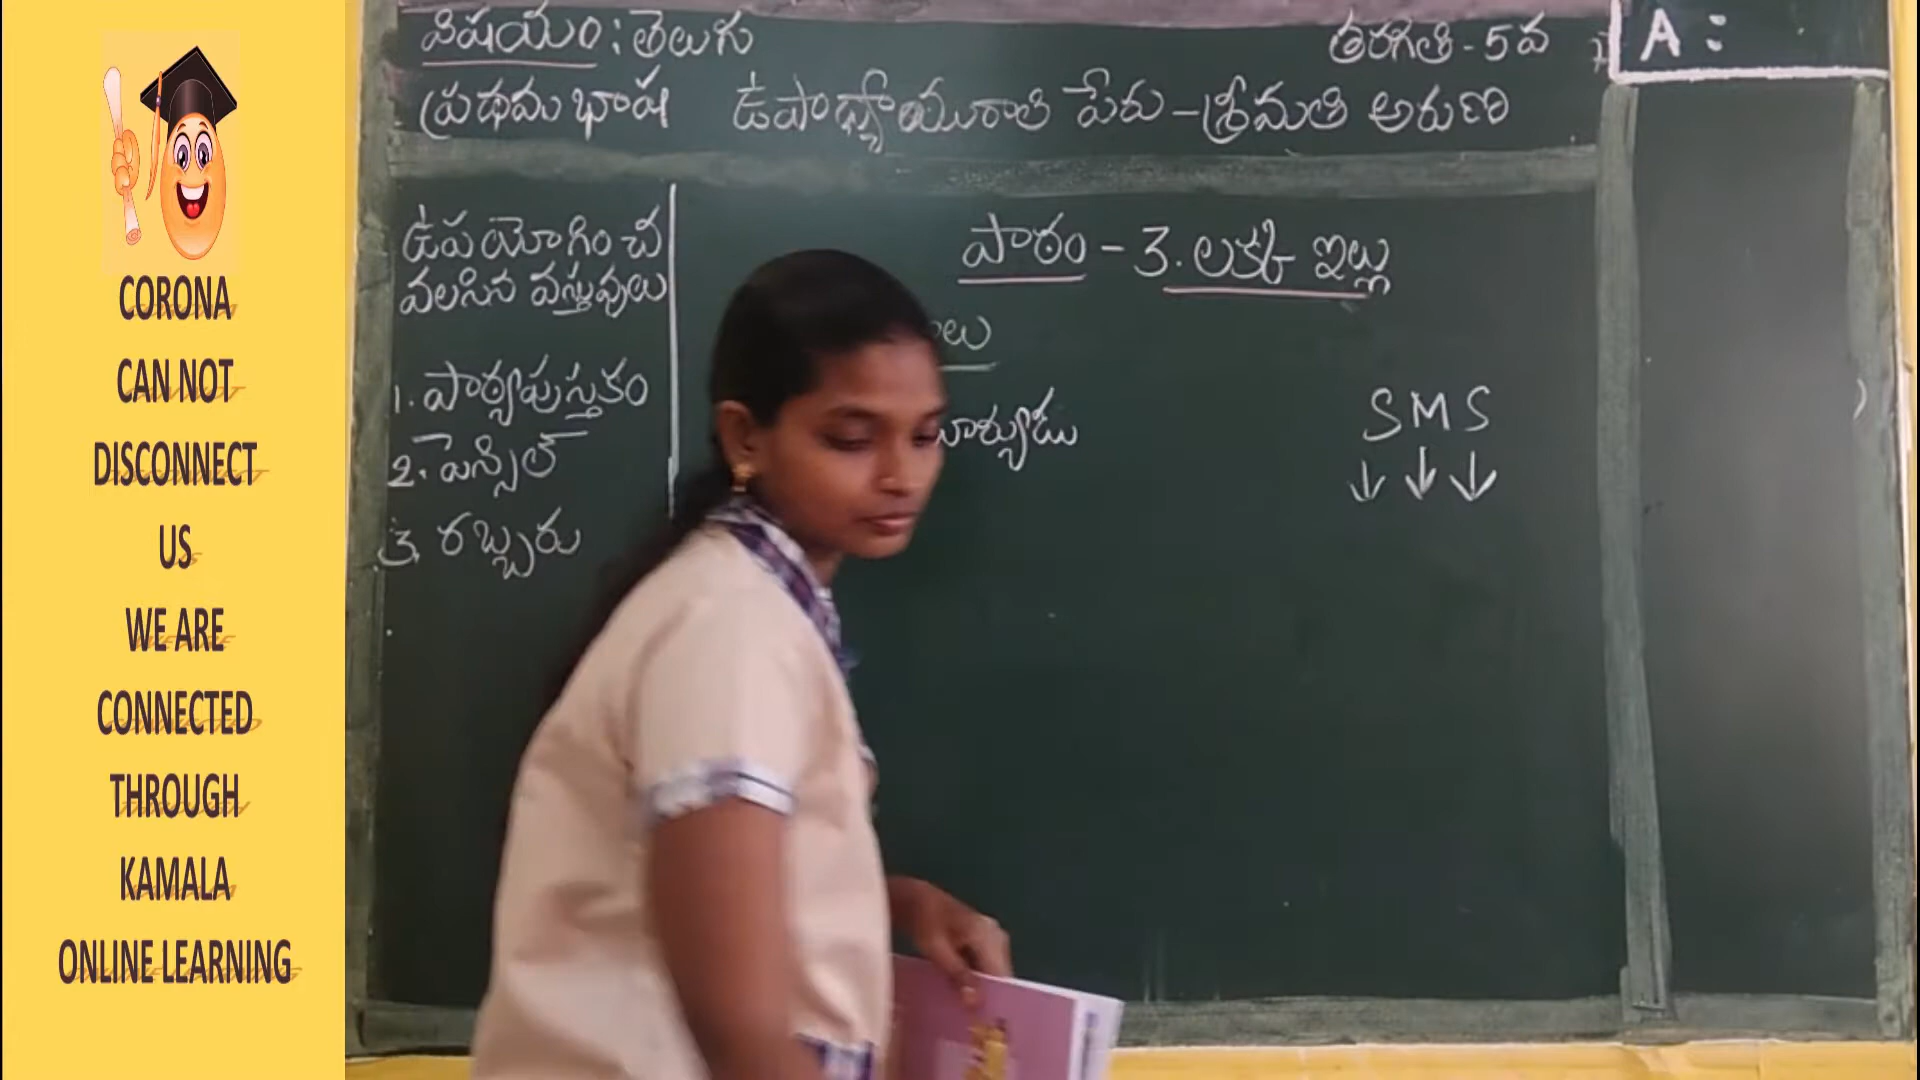 CORONA
CAN NOT
DISCONNECT
US
WE ARE
CONNECTED
THROUGH
KAMALA
ONLINE LEARNING
విషయం : తెలుగు
తరగతి - 5వ
A :
ప్రథమ భాష ఉపాధ్యాయురాలి పేరు - శ్రీమతి అరుణ
ఉపయోగించ
వలసిన వస్తువులు
1. పాఠ్యపుస్తకం
2. పెన్సిల్
3. రబ్బరు
పాఠం - 3. లక్క ఇల్లు
SMS